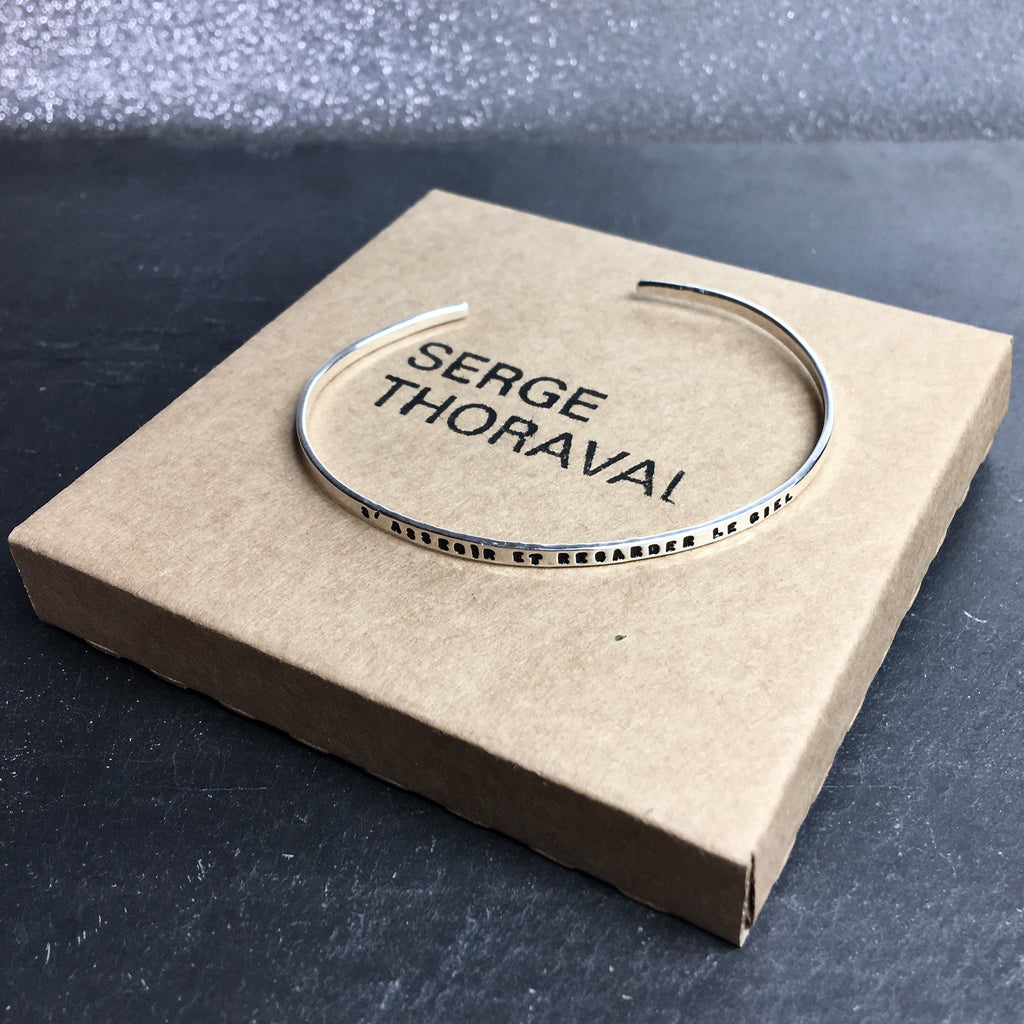 SERGE
THORAVAL
S'ASSEOIR ET REGARDER LE CIEL